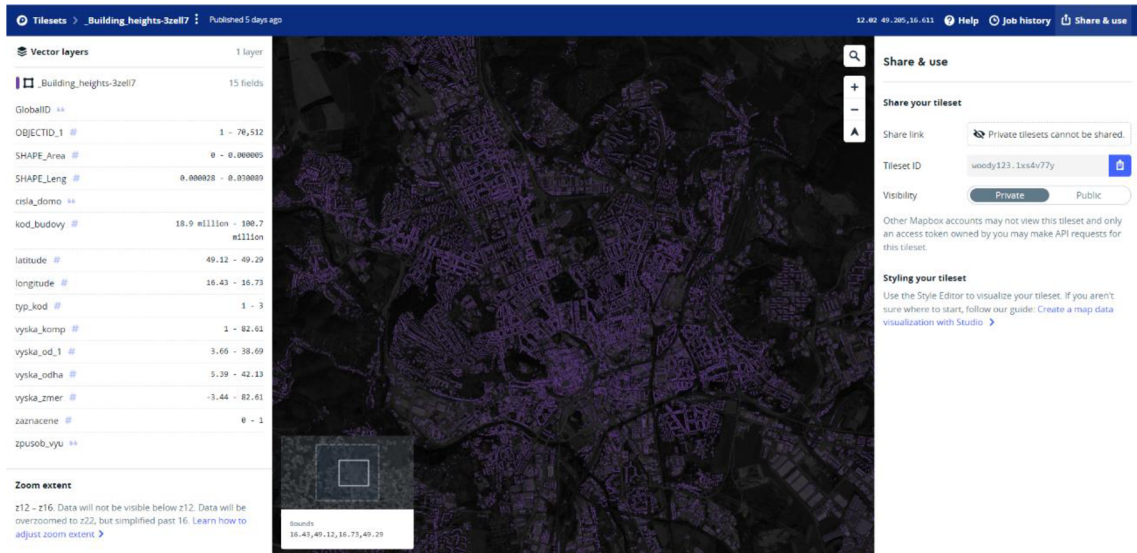 Tilesets > _Building_heights-3zell7 Published 5 days ago
12.02 49.205,16.611 Help Job history Share & use
Vector layers 1 layer
_Building_heights-3zell7 15 fields
GlobalID
OBJECTID_1 # 1 - 70,512
SHAPE_Area # 0 - 0.000005
SHAPE_Leng # 0.000028 - 0.030089
cisla_domo
kod_budovy # 18.9 million - 100.7
million
latitude # 49.12 - 49.29
longitude # 16.43 - 16.73
typ_kod # 1 - 3
vyska_komp # 1 - 82.61
vyska_od_1 # 3.66 - 38.69
vyska_odha # 5.39 - 42.13
vyska_zmer # -3.44 - 82.61
zaznacene # 0 - 1
zpusob_vyu
Zoom extent
z12 – z16. Data will not be visible below z12. Data will be
overzoomed to z22, but simplified past 16. Learn how to
adjust zoom extent >
Bounds
16.43,49.12,16.73,49.29
Share & use
Share your tileset
Share link Private tilesets cannot be shared.
Tileset ID woody123.1xs4v77y
Visibility Private Public
Other Mapbox accounts may not view this tileset and only
an access token owned by you may make API requests for
this tileset.
Styling your tileset
Use the Style Editor to visualize your tileset. If you aren't
sure where to start, follow our guide: Create a map data
visualization with Studio >